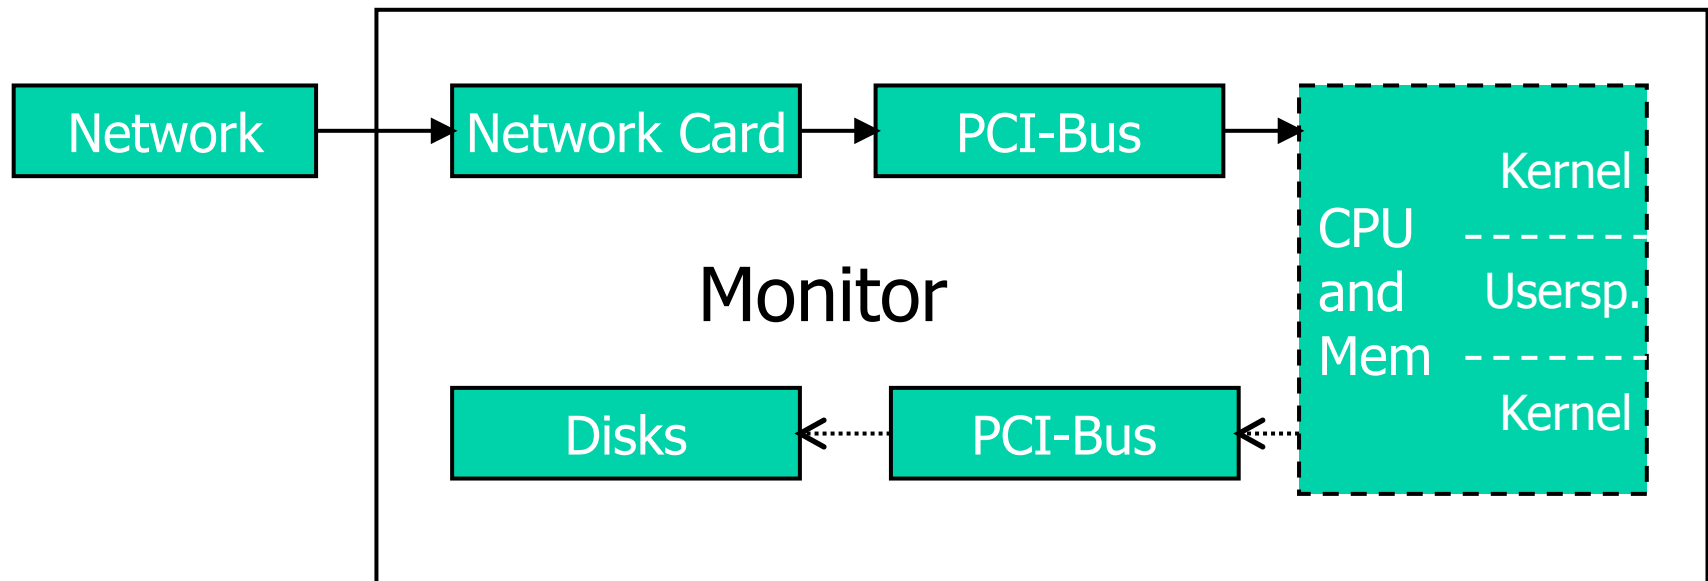 Network
Network Card
PCI-Bus
Kernel
CPU
and
Mem
Usersp.
Kernel
Monitor
Disks
PCI-Bus